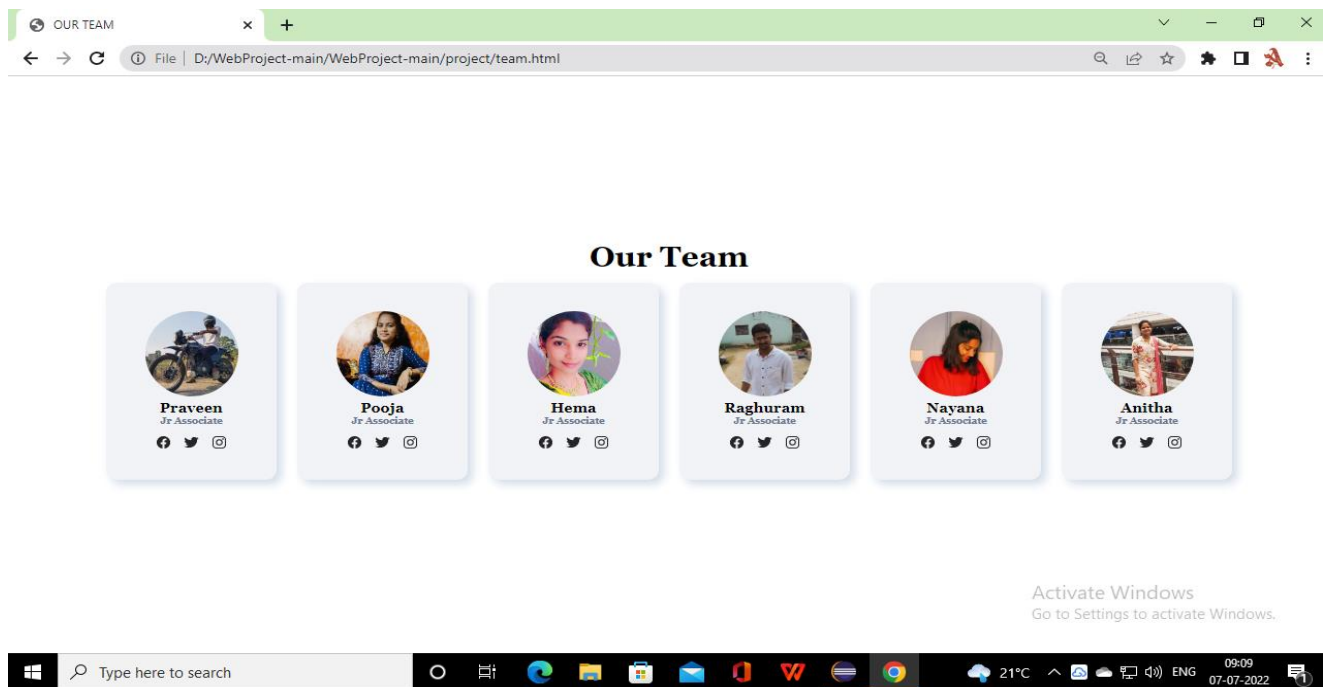 OUR TEAM
File | D:/WebProject-main/WebProject-main/project/team.html
Our Team
Praveen Pooja Hema Raghuram Nayana Anitha
Jr Associate Jr Associate Jr Associate Jr Associate Jr Associate Jr Associate
Activate Windows
Go to Settings to activate Windows.
Type here to search
21°C ENG 09:09
07-07-2022
1